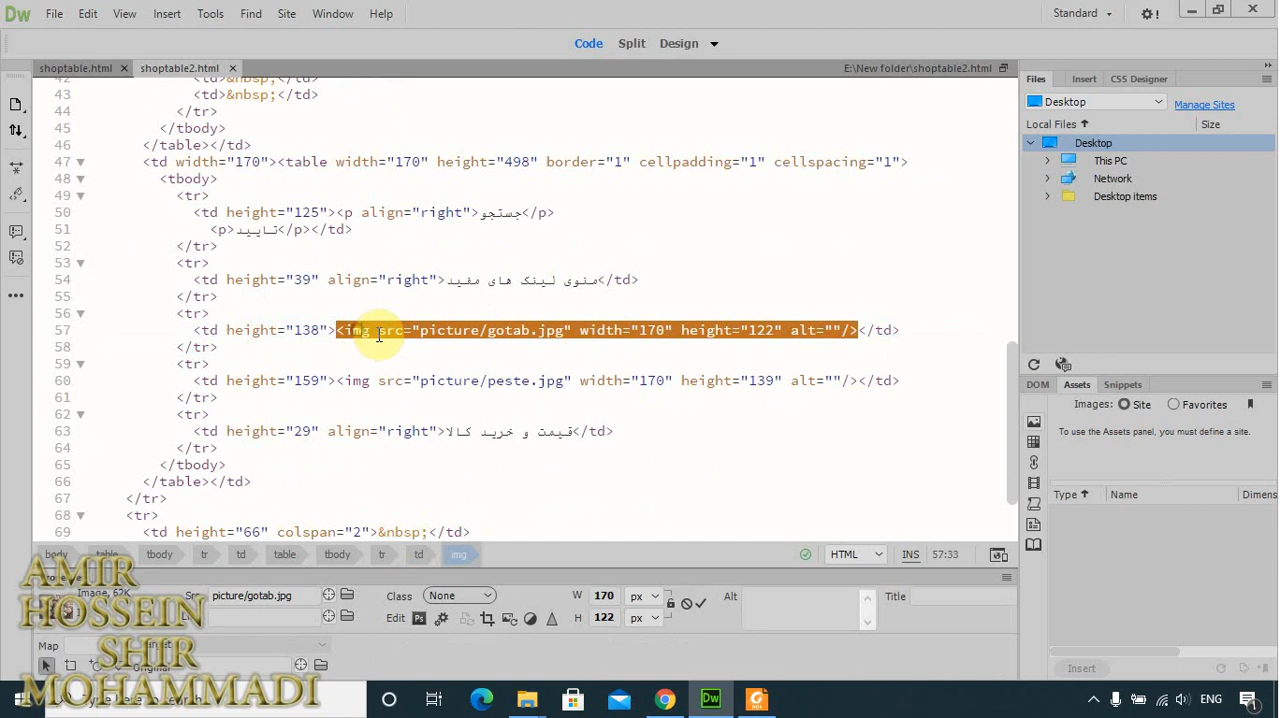 Dw File Edit View Insert Tools Find Site Window Help Standard
Code Split Design
shoptable.html shoptable2.html E:\New folder\shoptable2.html
42 <td>&nbsp;</td>
43 <td>&nbsp;</td>
44 </tr>
45 </tbody>
46 </table></td>
47 <td width="170"><table width="170" height="498" border="1" cellpadding="1" cellspacing="1">
48 <tbody>
49 <tr>
50 <td height="125"><p align="right">جستجو</p>
51 <p>تایید</p></td>
52 </tr>
53 <tr>
54 <td height="39" align="right">منوی لینک های مفید</td>
55 </tr>
56 <tr>
57 <td height="138"><img src="picture/gotab.jpg" width="170" height="122" alt=""/></td>
58 </tr>
59 <tr>
60 <td height="159"><img src="picture/peste.jpg" width="170" height="139" alt=""/></td>
61 </tr>
62 <tr>
63 <td height="29" align="right">قیمت و خرید کالا</td>
64 </tr>
65 </tbody>
66 </table></td>
67 </tr>
68 <tr>
69 <td height="66" colspan="2">&nbsp;</td>
body table tbody tr td table tbody tr td img HTML INS 57:33
Image, 62K Src picture/gotab.jpg Class None W 170 px Alt Title
Edit Ps H 122 px
Map Target
Original
Files Insert CSS Designer
Desktop Manage Sites
Local Files Size
Desktop
This PC
Network
Desktop items
DOM Assets Snippets
Images: Site Favorites
To use the Assets panel, you must define a site.
Type Name Dimens
Insert
AMIR
HOSSEIN
SHIR
MOHAMMADI
Dw ENG 1